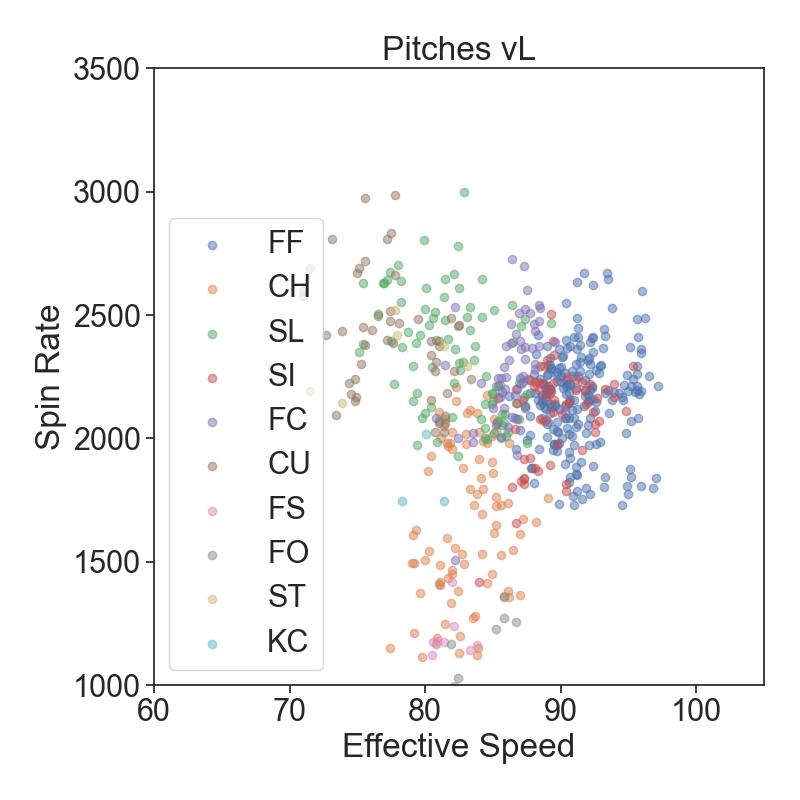 Pitches vL
3500
3000
2500
2000
1500
1000
Spin Rate
FF
CH
SL
SI
FC
CU
FS
FO
ST
KC
60 70 80 90 100
Effective Speed